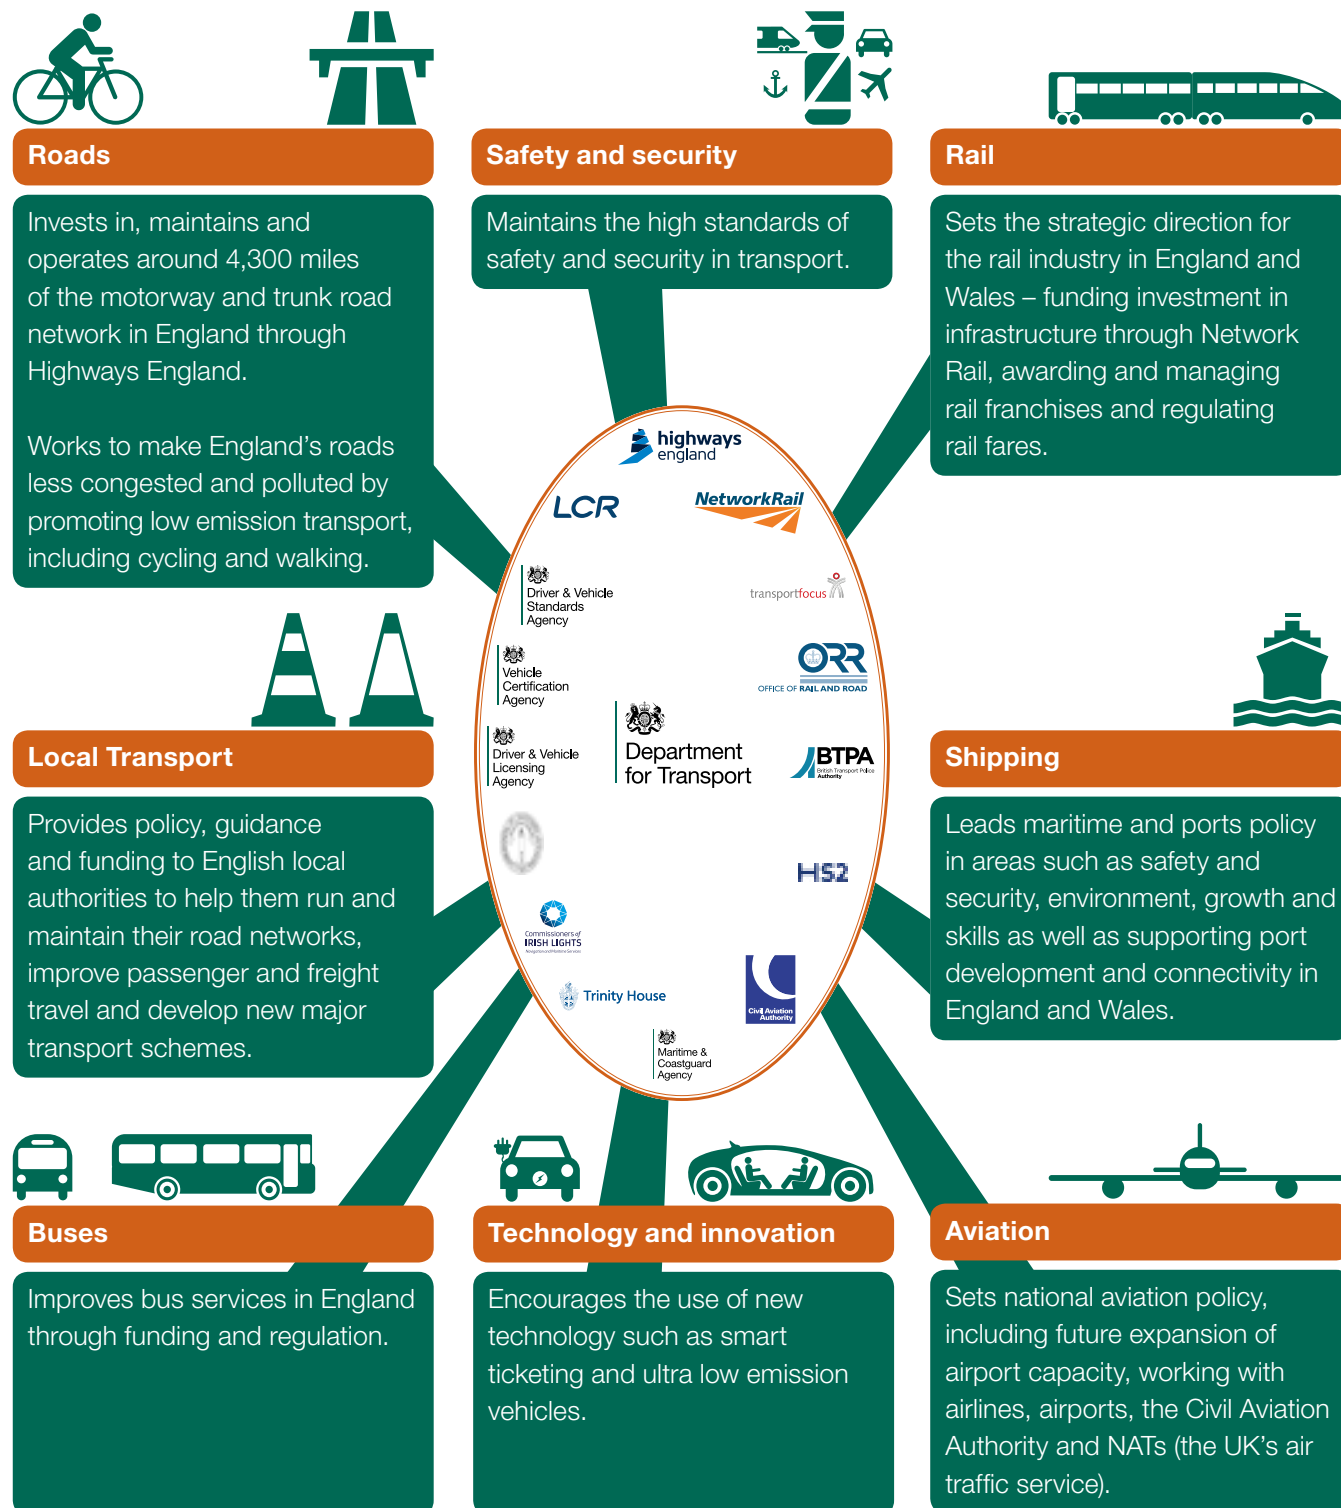 Roads
Invests in, maintains and
operates around 4,300 miles
of the motorway and trunk road
network in England through
Highways England.
Works to make England's roads
less congested and polluted by
promoting low emission transport,
including cycling and walking.
Safety and security
Maintains the high standards of
safety and security in transport.
Rail
Sets the strategic direction for
the rail industry in England and
Wales – funding investment in
infrastructure through Network
Rail, awarding and managing
rail franchises and regulating
rail fares.
highways
england
LCR
NetworkRail
Driver & Vehicle
Standards
Agency
transportfocus
Vehicle
Certification
Agency
ORR
OFFICE OF RAIL AND ROAD
Driver & Vehicle
Licensing
Agency
Department
for Transport
BTPA
British Transport Police
Authority
HS2
Commissioners of
IRISH LIGHTS
Navigation and Maritime Services
Trinity House
Civil Aviation
Authority
Maritime &
Coastguard
Agency
Local Transport
Provides policy, guidance
and funding to English local
authorities to help them run and
maintain their road networks,
improve passenger and freight
travel and develop new major
transport schemes.
Shipping
Leads maritime and ports policy
in areas such as safety and
security, environment, growth and
skills as well as supporting port
development and connectivity in
England and Wales.
Buses
Improves bus services in England
through funding and regulation.
Technology and innovation
Encourages the use of new
technology such as smart
ticketing and ultra low emission
vehicles.
Aviation
Sets national aviation policy,
including future expansion of
airport capacity, working with
airlines, airports, the Civil Aviation
Authority and NATs (the UK's air
traffic service).